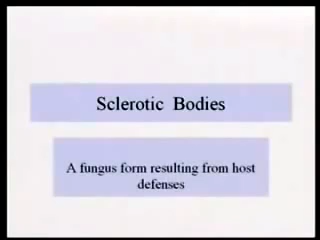 Sclerotic Bodies
A fungus form resulting from host
defenses